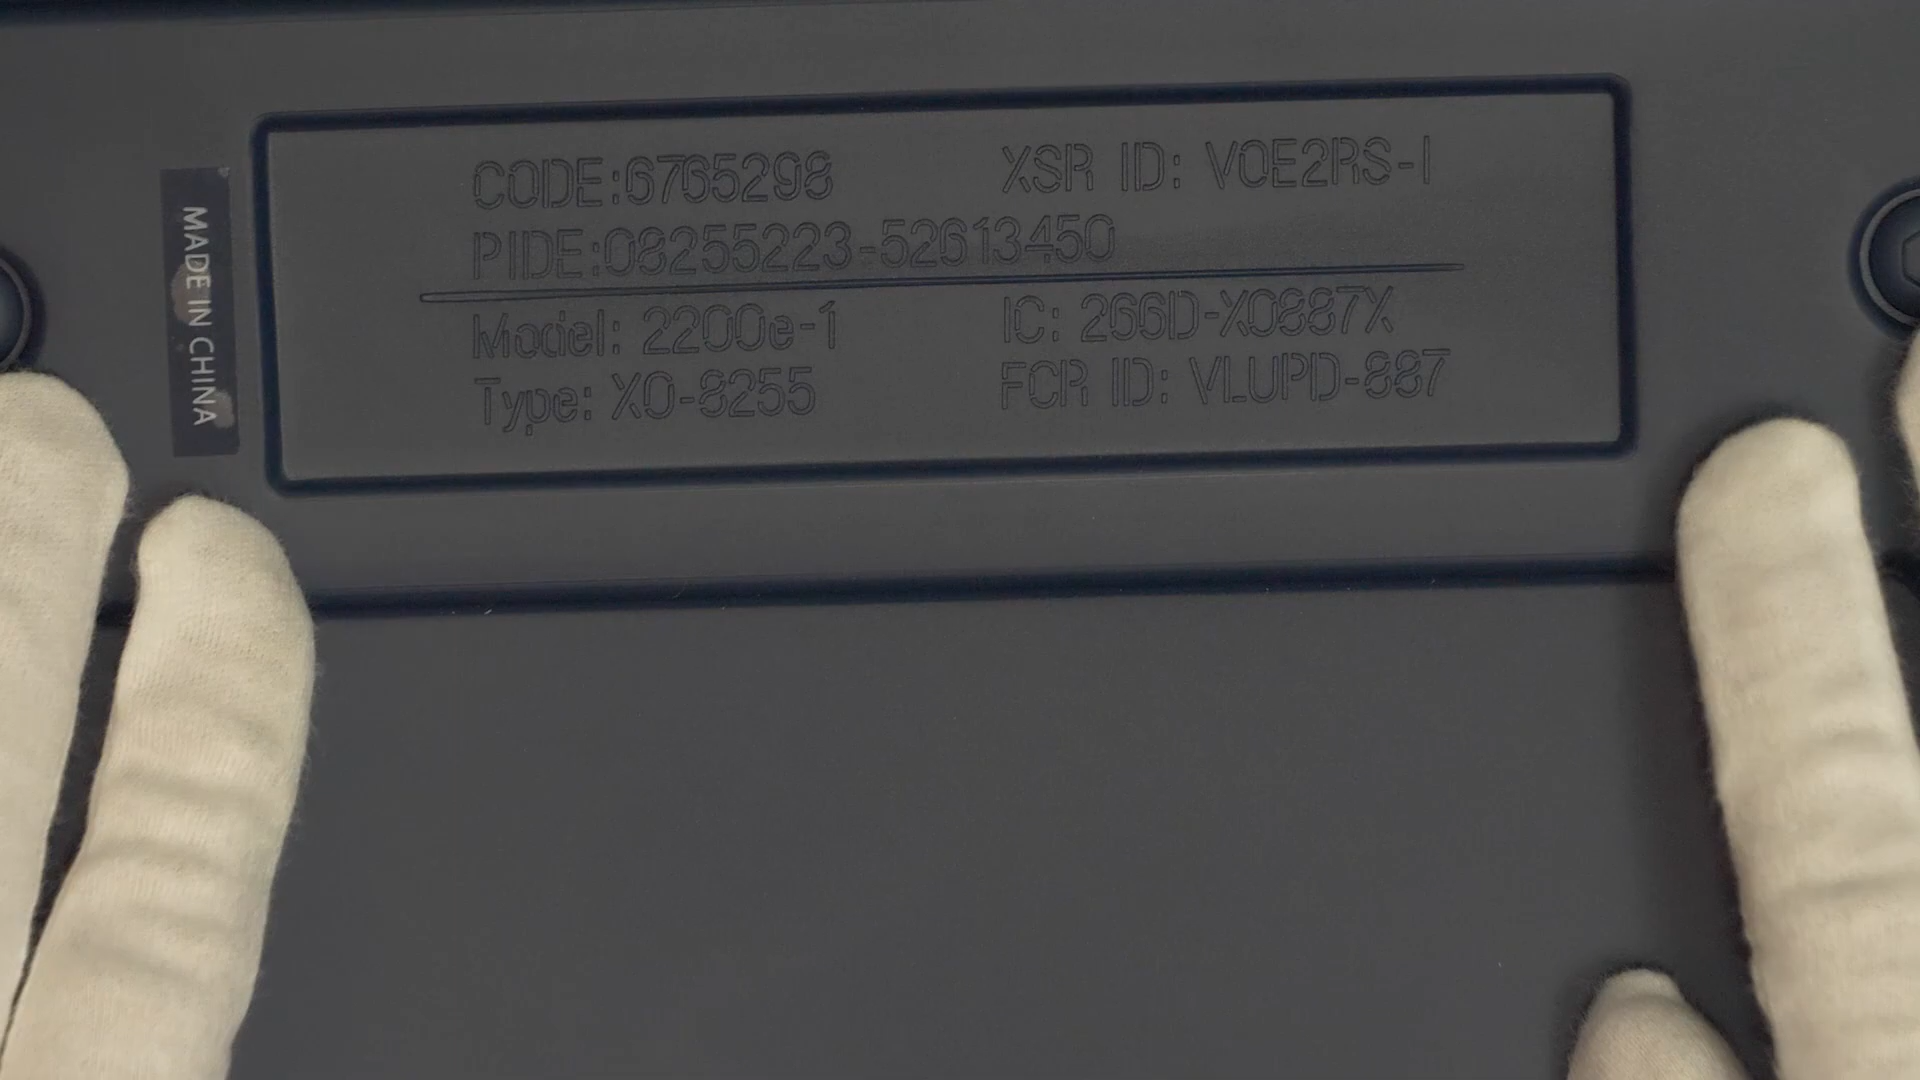 CODE:6765298 XSR ID: V0E2RS-I
PIDE:08255223-52613450
Model: 2200e-1 IC: 266D-X0887X
Type: XO-8255 FCR ID: VLUPD-887
MADE IN CHINA